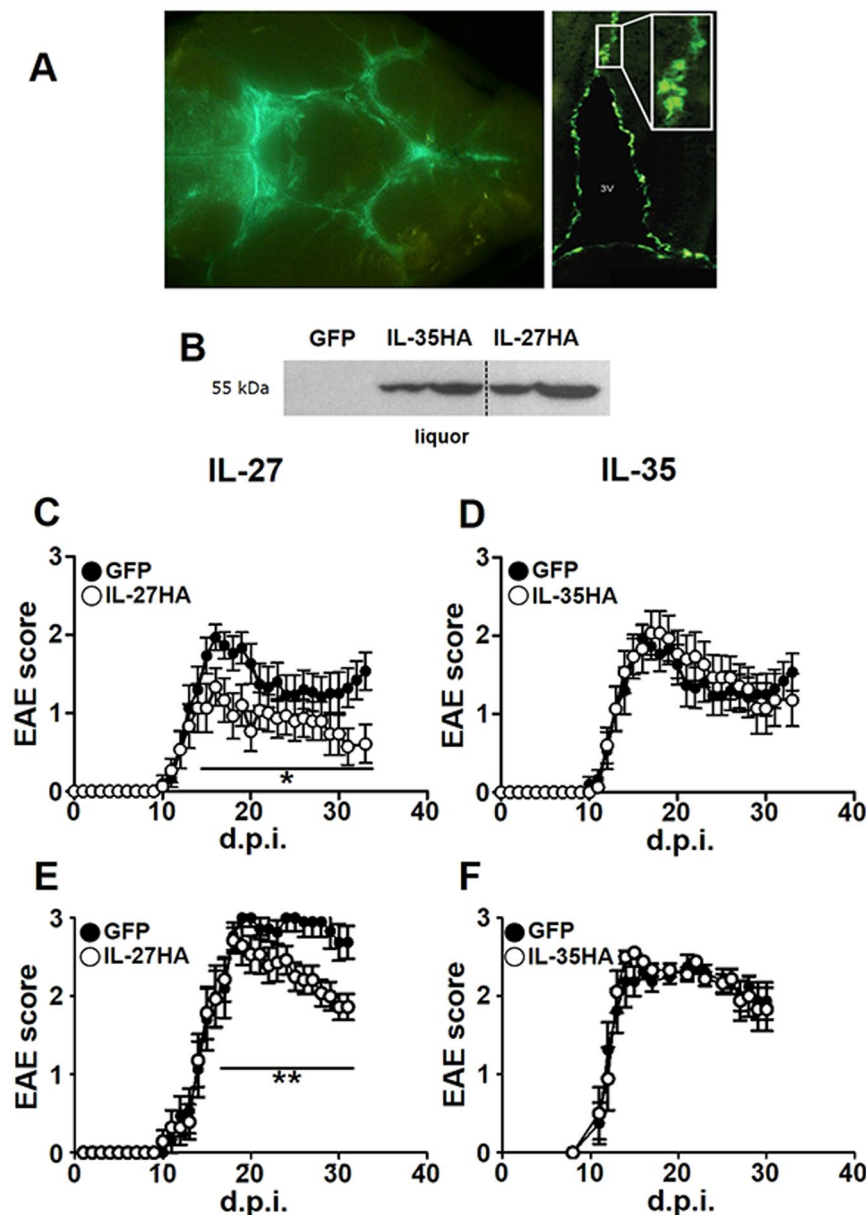 A
3V
B
GFP IL-35HA IL-27HA
55 kDa
liquor
IL-27 IL-35
C
GFP
IL-27HA
EAE score
3
2
1
0
0 10 20 30 40
*
d.p.i.
D
GFP
IL-35HA
EAE score
3
2
1
0
0 10 20 30 40
d.p.i.
E
GFP
IL-27HA
EAE score
3
2
1
0
0 10 20 30 40
**
d.p.i.
F
GFP
IL-35HA
EAE score
3
2
1
0
0 10 20 30 40
d.p.i.